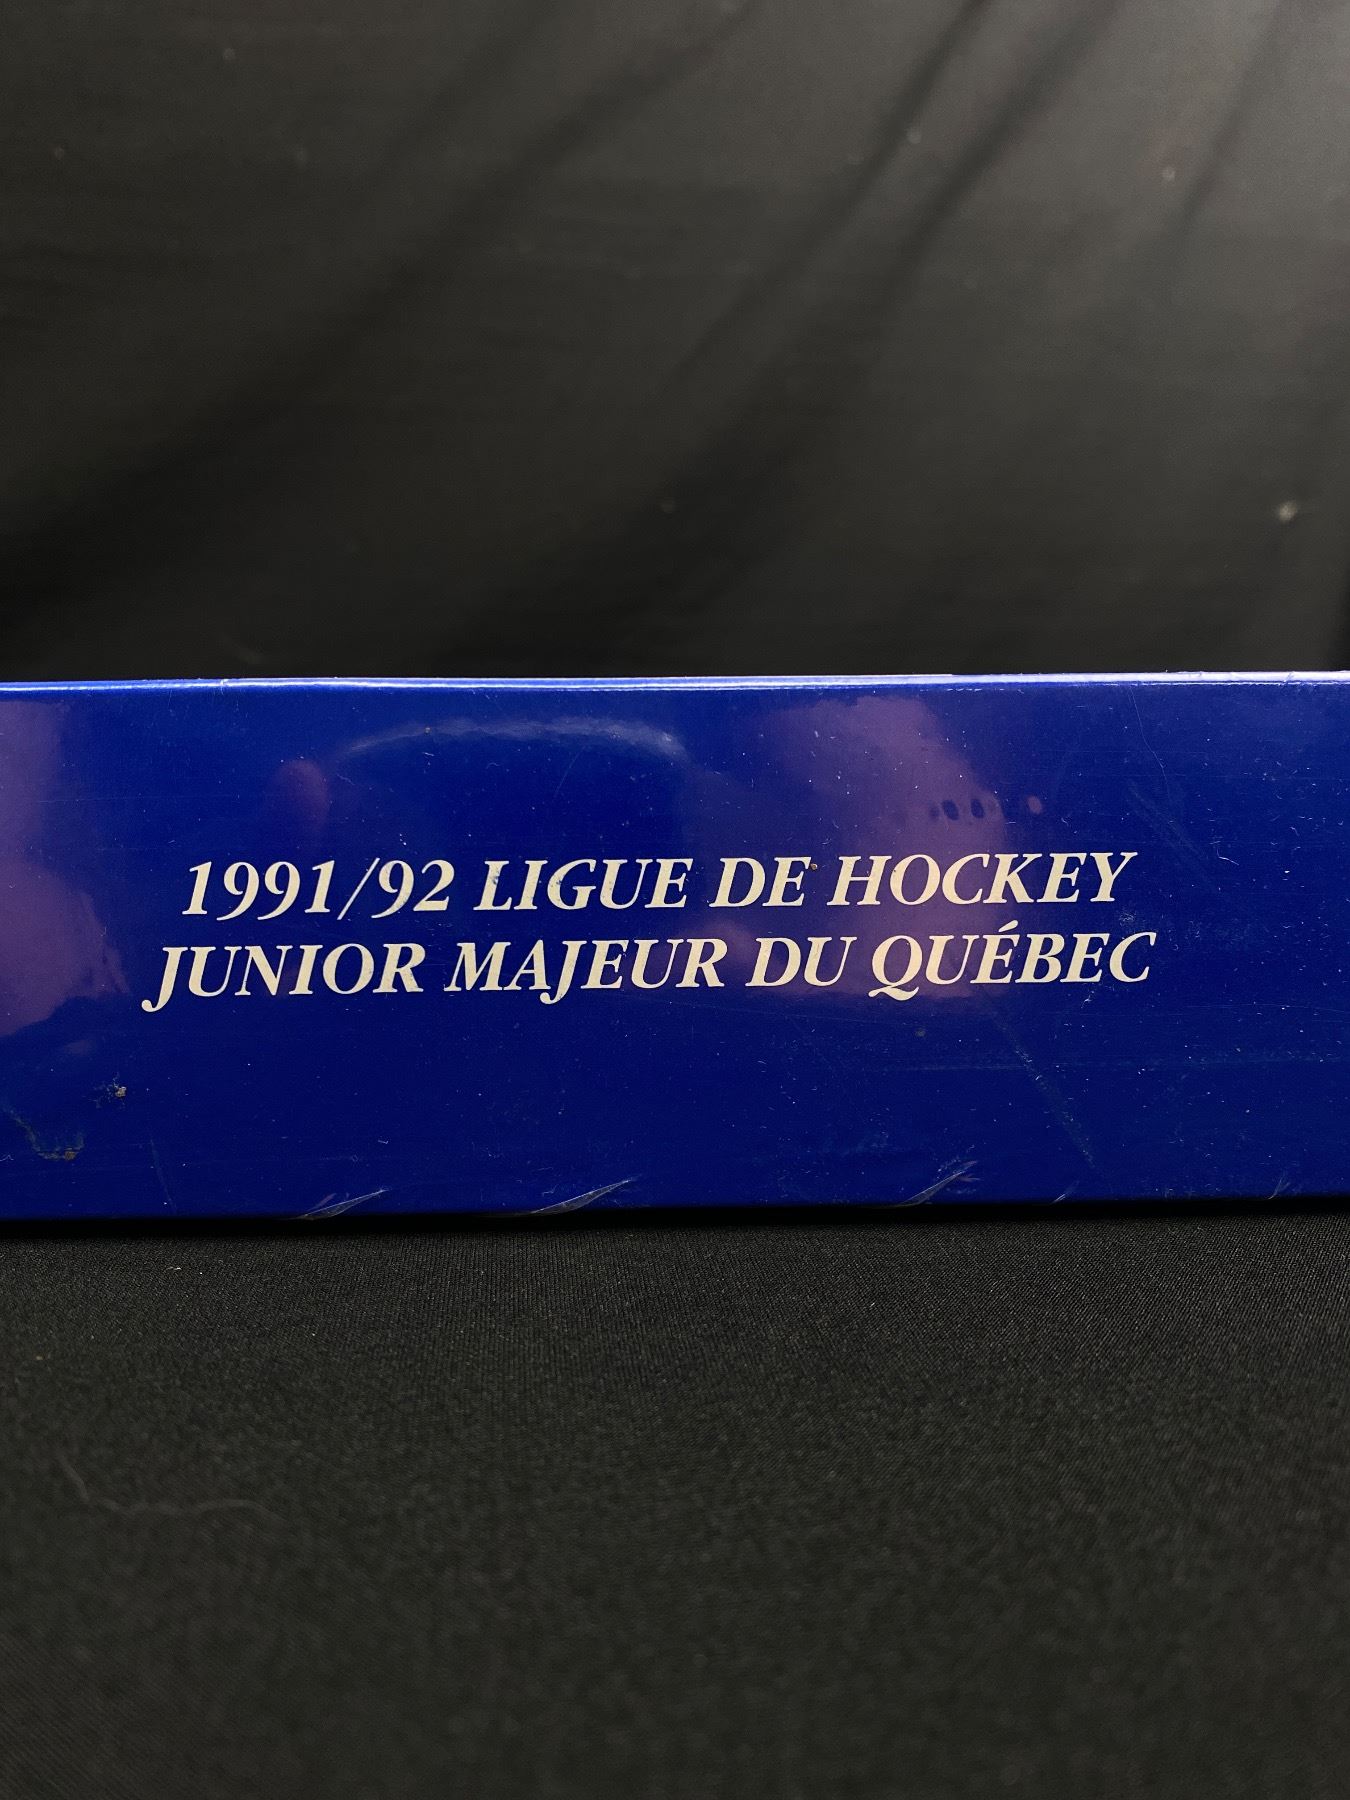 1991/92 LIGUE DE HOCKEY
JUNIOR MAJEUR DU QUÉBEC